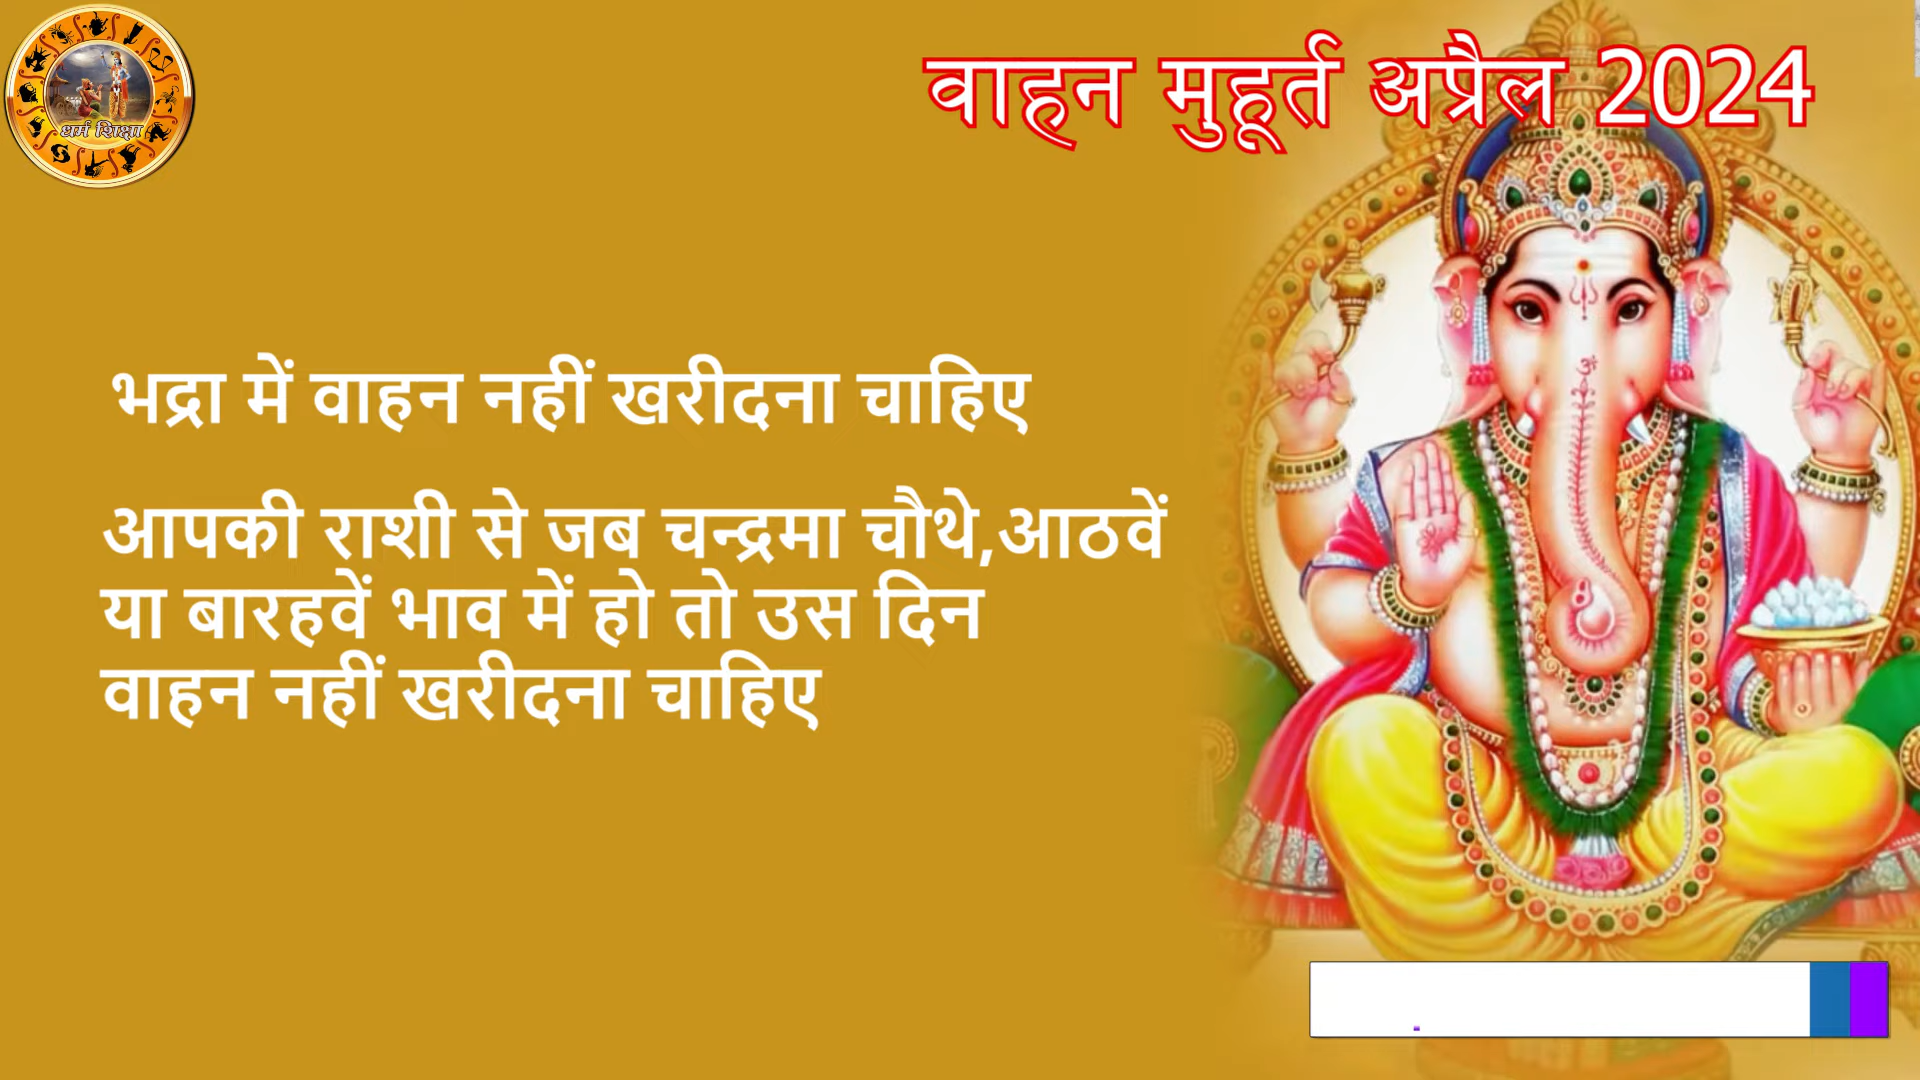 धर्म शिक्षा
वाहन मुहूर्त अप्रैल 2024
भद्रा में वाहन नहीं खरीदना चाहिए
आपकी राशी से जब चन्द्रमा चौथे,आठवें
या बारहवें भाव में हो तो उस दिन
वाहन नहीं खरीदना चाहिए
ॐ